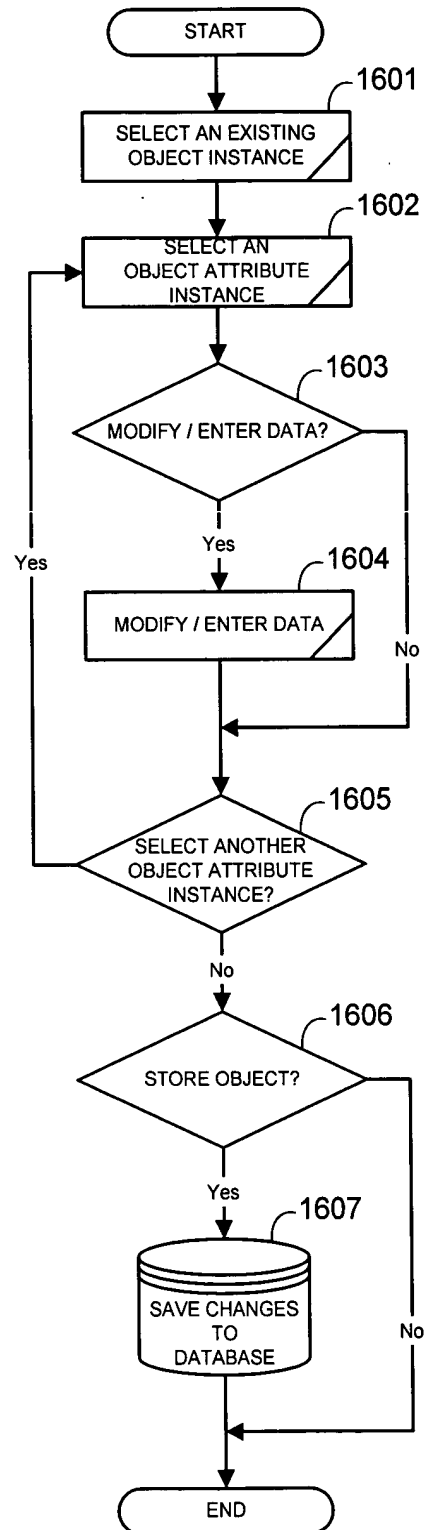 START
1601
SELECT AN EXISTING
OBJECT INSTANCE
1602
SELECT AN
OBJECT ATTRIBUTE
INSTANCE
1603
MODIFY / ENTER DATA?
Yes
Yes
1604
MODIFY / ENTER DATA
No
1605
SELECT ANOTHER
OBJECT ATTRIBUTE
INSTANCE?
No
1606
STORE OBJECT?
Yes
1607
SAVE CHANGES
TO
DATABASE
No
END